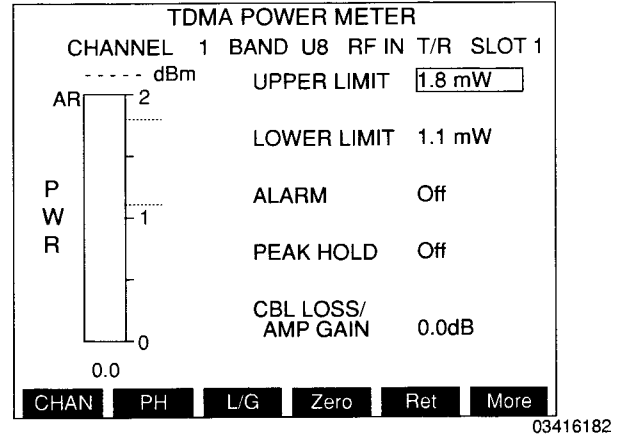 TDMA POWER METER
CHANNEL 1 BAND U8 RF IN T/R SLOT 1
- - - - - dBm
UPPER LIMIT 1.8 mW
AR 2
LOWER LIMIT 1.1 mW
PWR
ALARM Off
1
PEAK HOLD Off
CBL LOSS/
AMP GAIN 0.0dB
0
0.0
CHAN PH L/G Zero Ret More
03416182